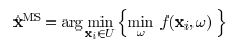 x̂^MS = arg min_{x_i ∈ U} { min_ω f(x_i, ω) }